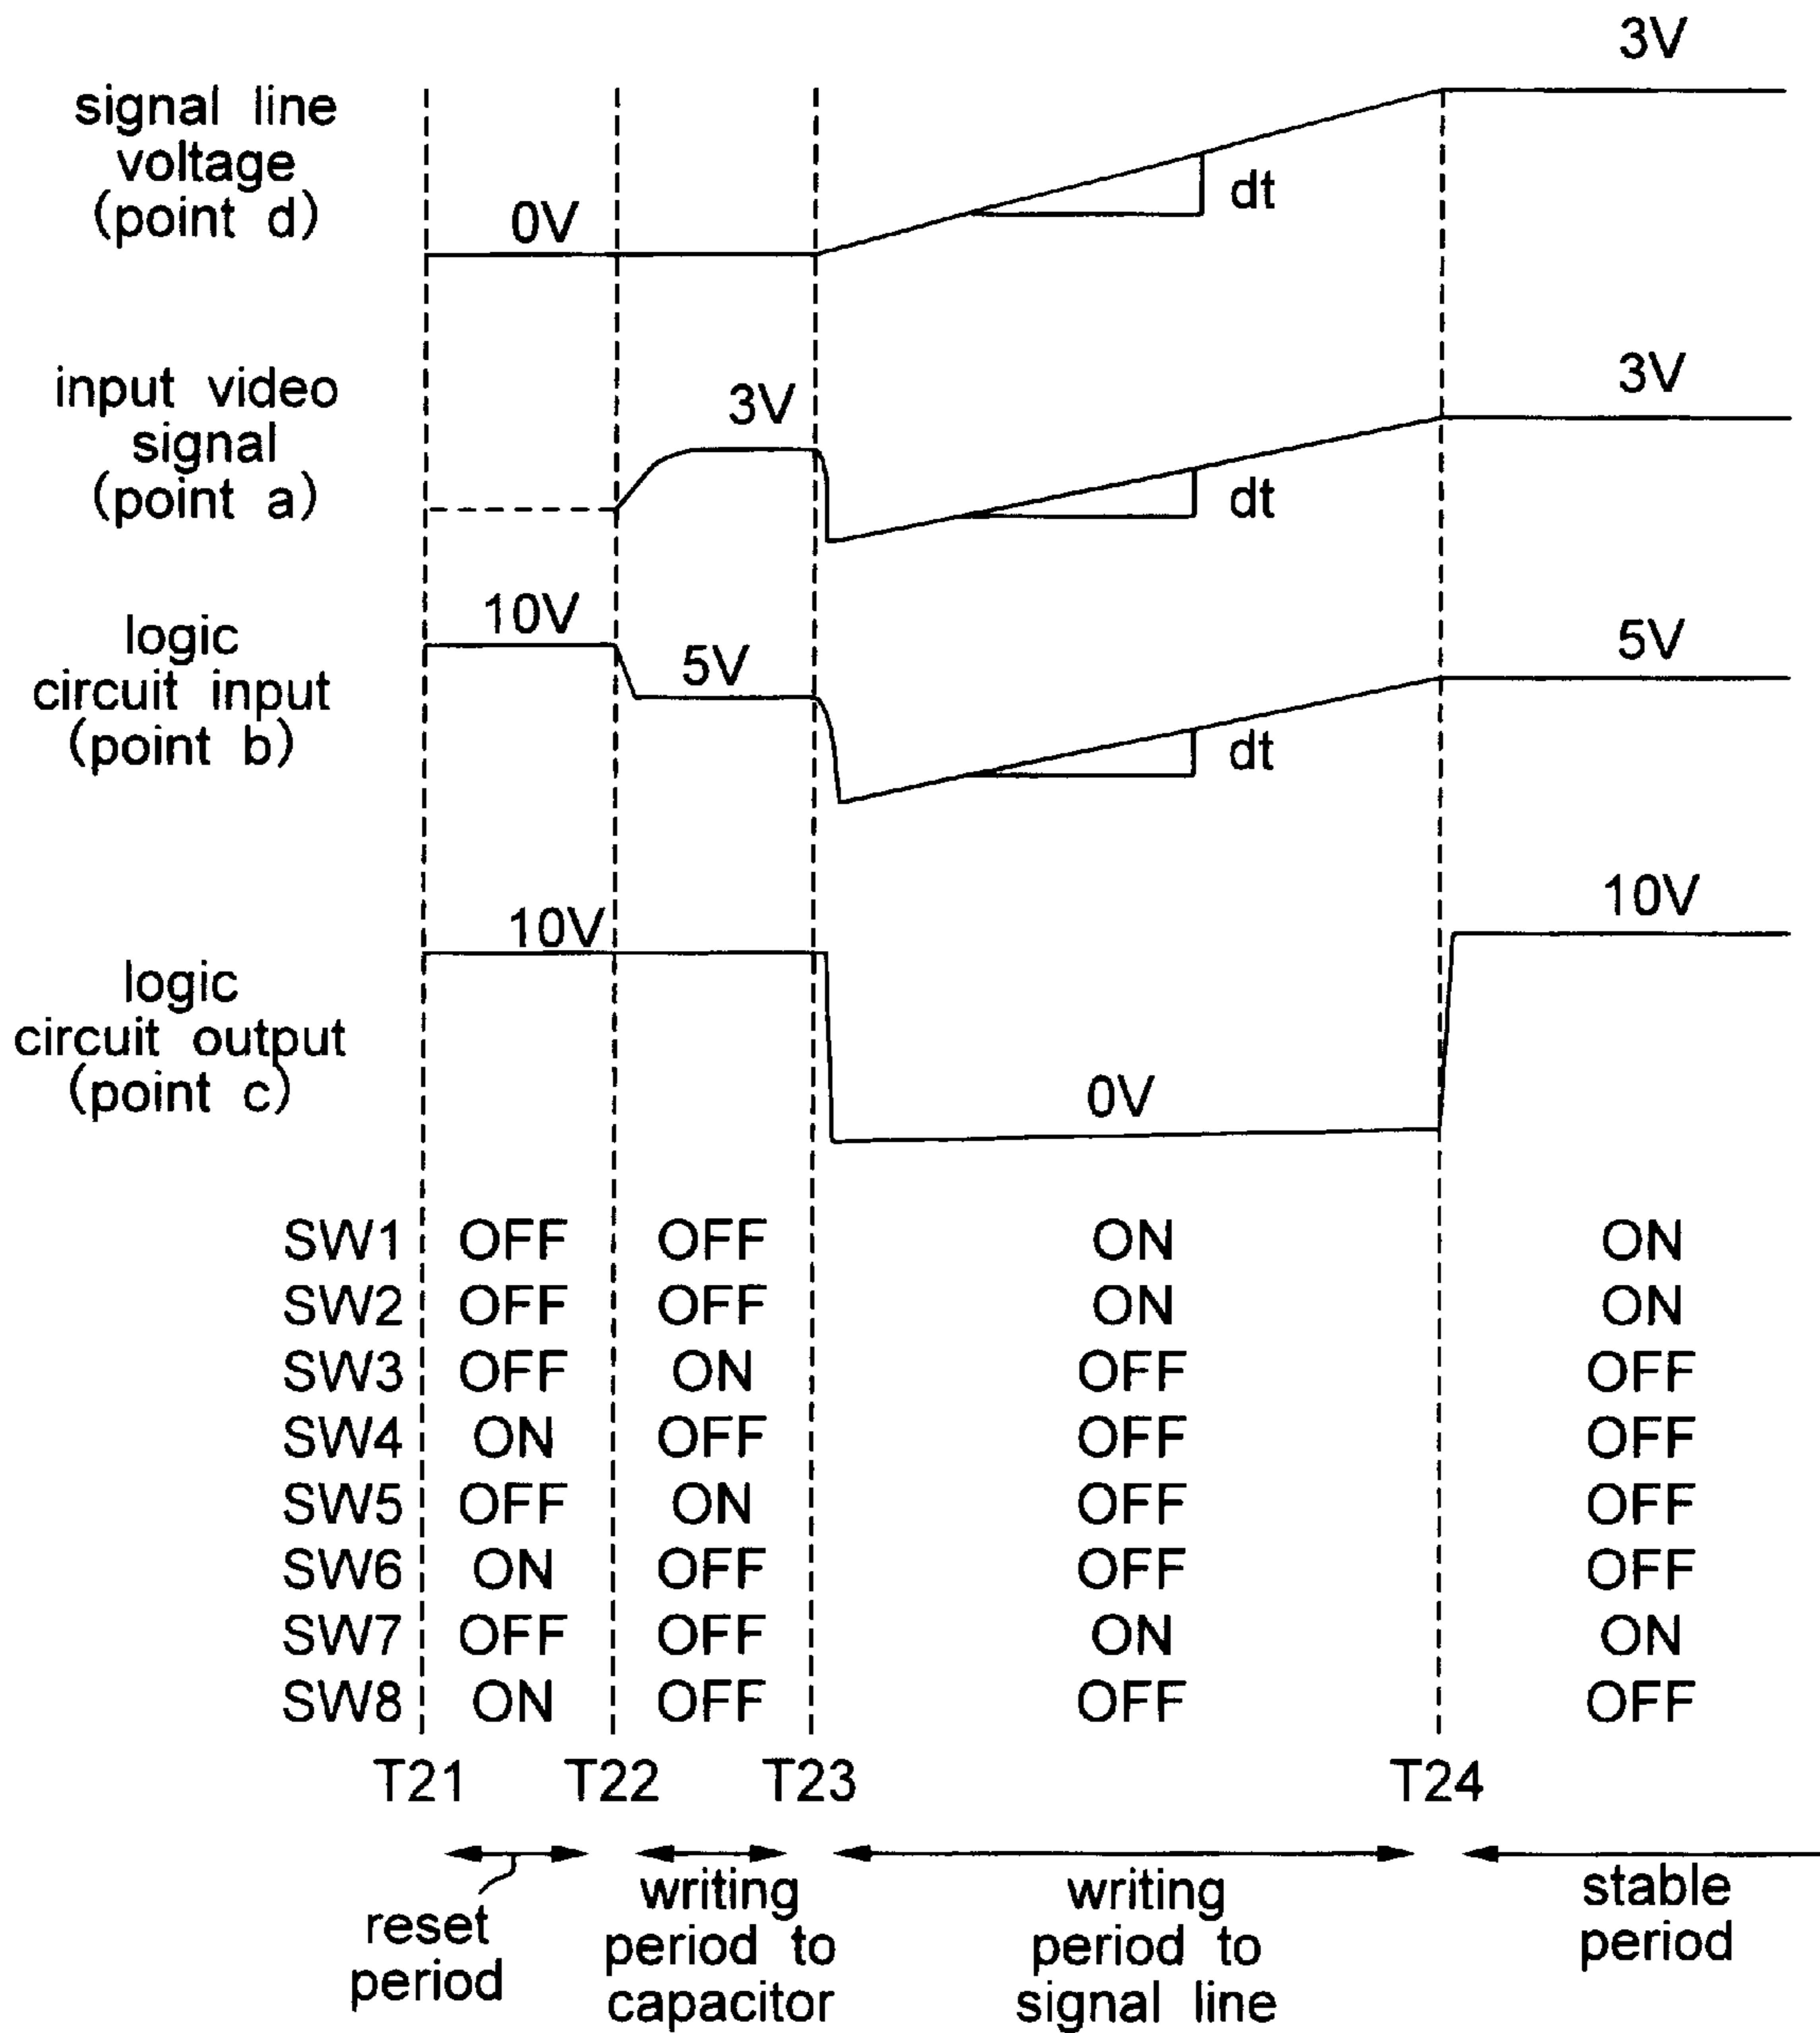 3V
signal line
voltage
(point d)
0V
dt
input video
signal
(point a)
3V
3V
dt
logic
circuit input
(point b)
10V
5V
5V
dt
logic
circuit output
(point c)
10V
0V
10V
SW1 OFF OFF ON ON
SW2 OFF OFF ON ON
SW3 OFF ON OFF OFF
SW4 ON OFF OFF OFF
SW5 OFF ON OFF OFF
SW6 ON OFF OFF OFF
SW7 OFF OFF ON ON
SW8 ON OFF OFF OFF
T21 T22 T23 T24
reset
period
writing
period to
capacitor
writing
period to
signal line
stable
period